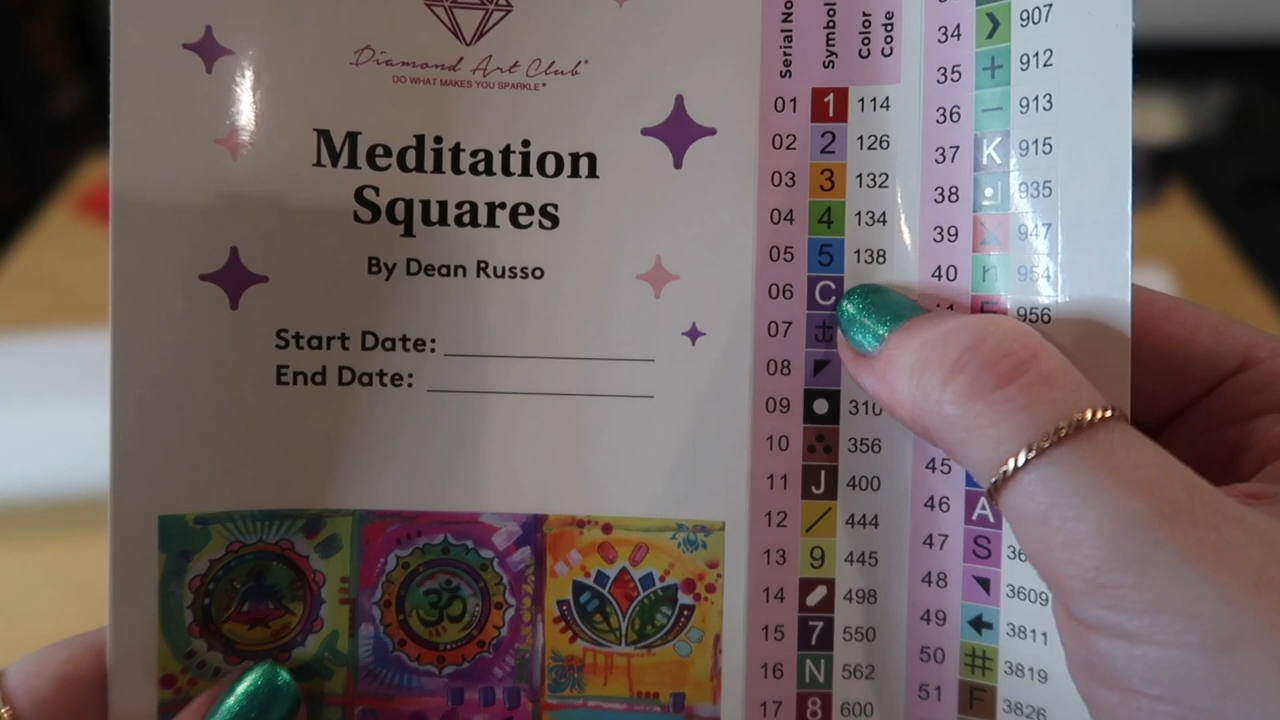 Diamond Art Club®
DO WHAT MAKES YOU SPARKLE®
Meditation
Squares
By Dean Russo
Start Date:
End Date:
Serial No
Symbol
Color
Code
01 1 114
02 2 126
03 3 132
04 4 134
05 5 138
06 C
07
08
09 310
10 356
11 J 400
12 / 444
13 9 445
14 498
15 7 550
16 N 562
17 8 600
34 907
35 + 912
36 − 913
37 K 915
38 935
39 947
40 n 954
956
45
46 A
47 S
48 3609
49 3811
50 # 3819
51 F 3826
ॐ